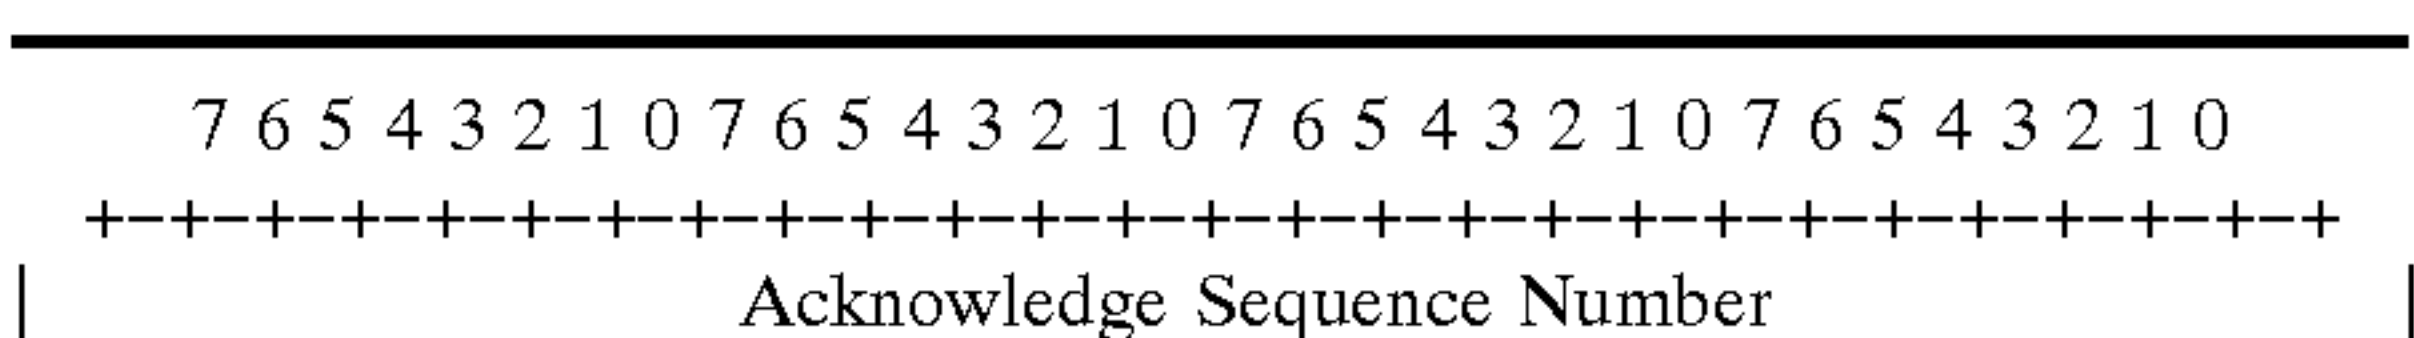 7 6 5 4 3 2 1 0 7 6 5 4 3 2 1 0 7 6 5 4 3 2 1 0 7 6 5 4 3 2 1 0
+-+-+-+-+-+-+-+-+-+-+-+-+-+-+-+-+-+-+-+-+-+-+-+-+-+-+
| Acknowledge Sequence Number |